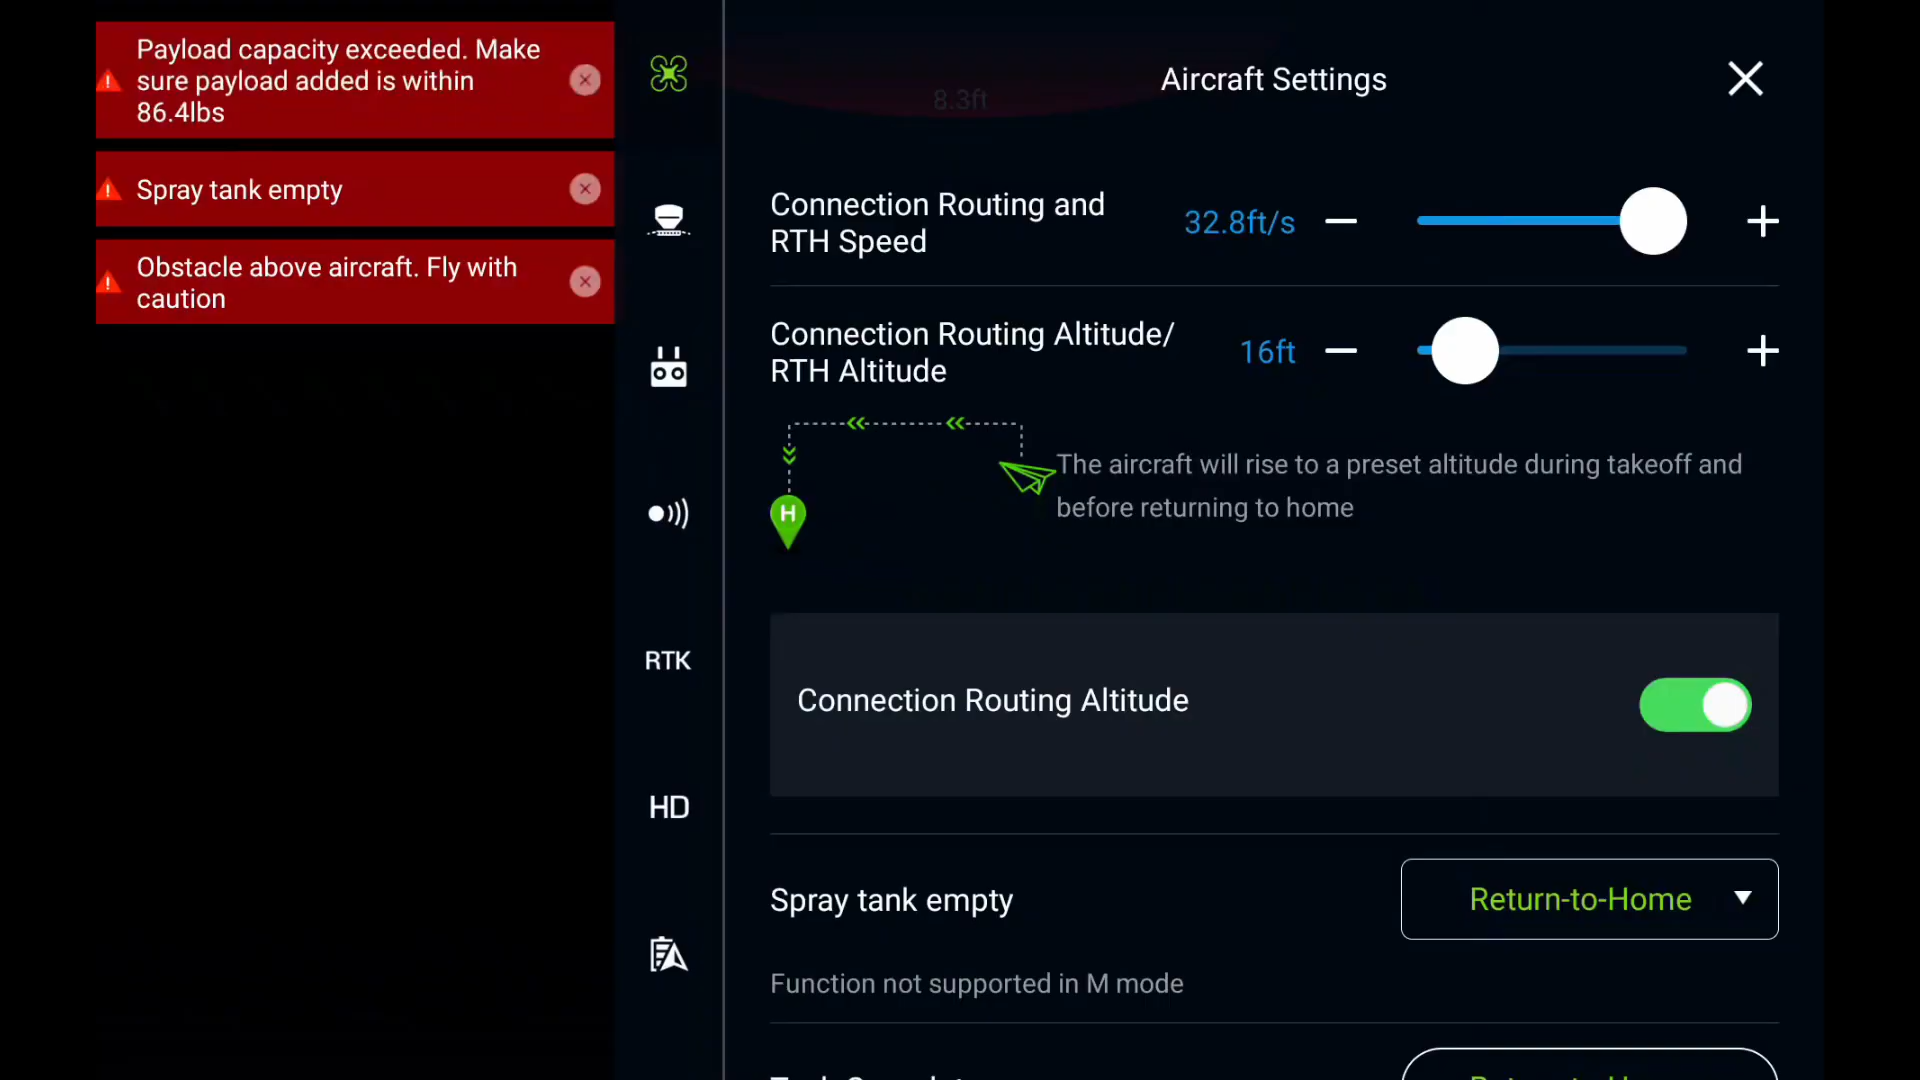 Payload capacity exceeded. Make
sure payload added is within
86.4lbs
Spray tank empty
Obstacle above aircraft. Fly with
caution
8.3ft
Aircraft Settings
Connection Routing and
RTH Speed
32.8ft/s
Connection Routing Altitude/
RTH Altitude
16ft
H
The aircraft will rise to a preset altitude during takeoff and
before returning to home
RTK
Connection Routing Altitude
HD
Spray tank empty
Return-to-Home
Function not supported in M mode